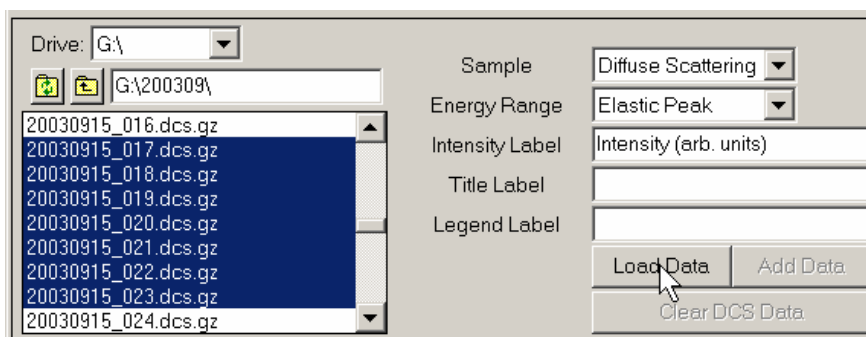 Drive: G:\
G:\200309\
20030915_016.dcs.gz
20030915_017.dcs.gz
20030915_018.dcs.gz
20030915_019.dcs.gz
20030915_020.dcs.gz
20030915_021.dcs.gz
20030915_022.dcs.gz
20030915_023.dcs.gz
20030915_024.dcs.gz
Sample Diffuse Scattering
Energy Range Elastic Peak
Intensity Label Intensity (arb. units)
Title Label
Legend Label
Load Data Add Data
Clear DCS Data